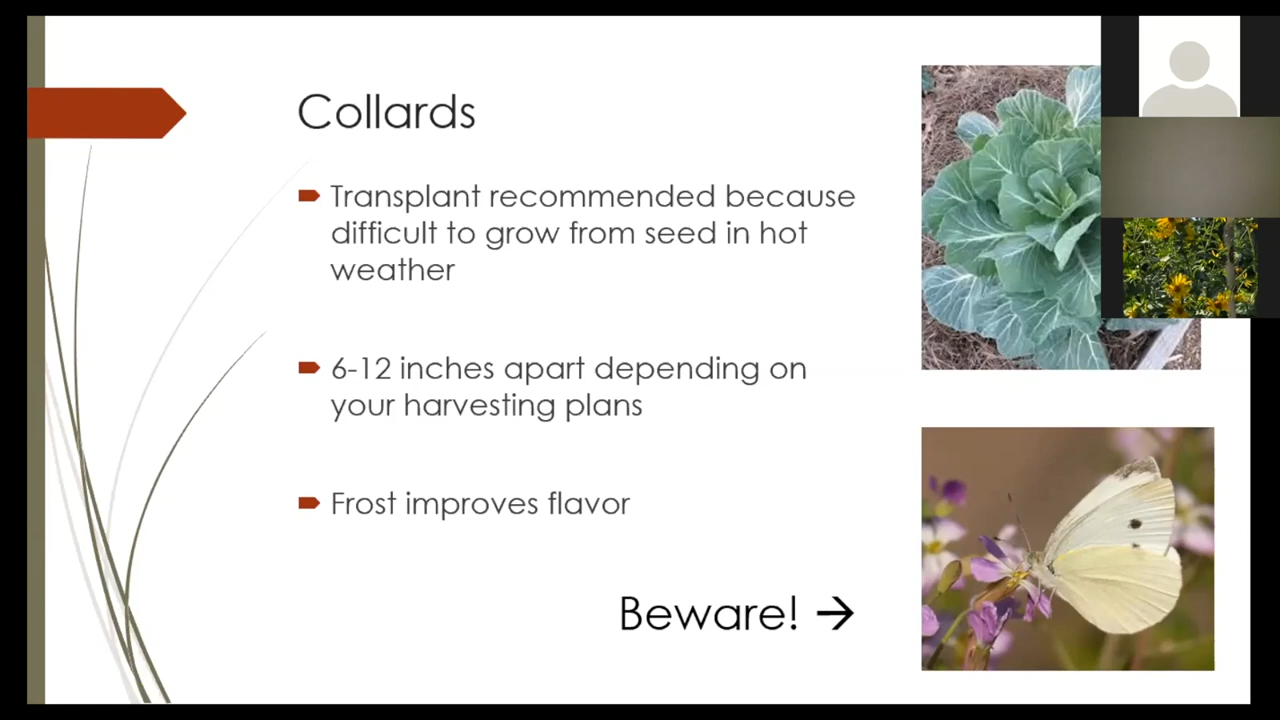 Collards
Transplant recommended because
difficult to grow from seed in hot
weather
6-12 inches apart depending on
your harvesting plans
Frost improves flavor
Beware! →